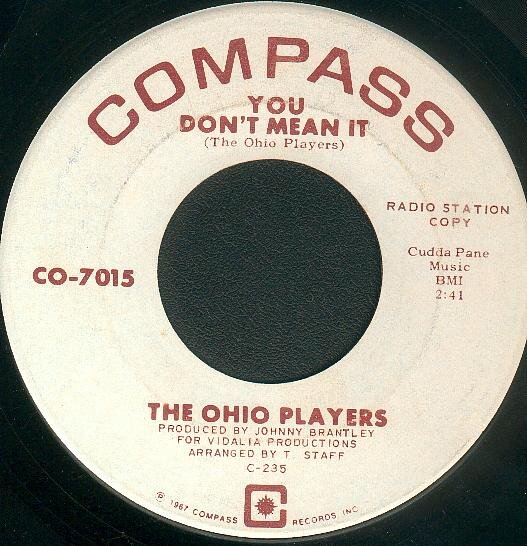 COMPASS
YOU
DON'T MEAN IT
(The Ohio Players)
RADIO STATION
COPY
Cudda Pane
Music
BMI
2:41
CO-7015
THE OHIO PLAYERS
PRODUCED BY JOHNNY BRANTLEY
FOR VIDALIA PRODUCTIONS
ARRANGED BY T. STAFF
C-235
℗ 1967 COMPASS C RECORDS INC.